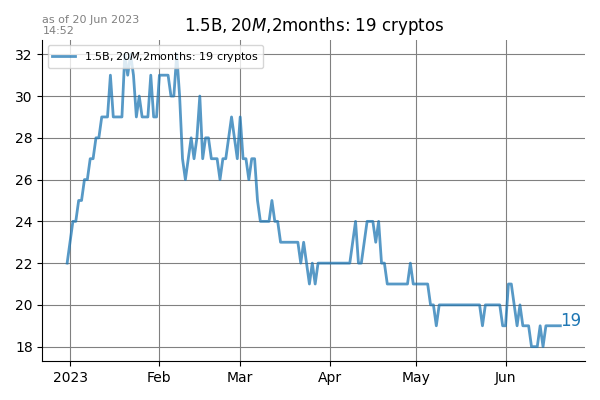 as of 20 Jun 2023
14:52
1.5B, 20M,2months: 19 cryptos
1.5B, 20M,2months: 19 cryptos
32
30
28
26
24
22
20
18
19
2023 Feb Mar Apr May Jun